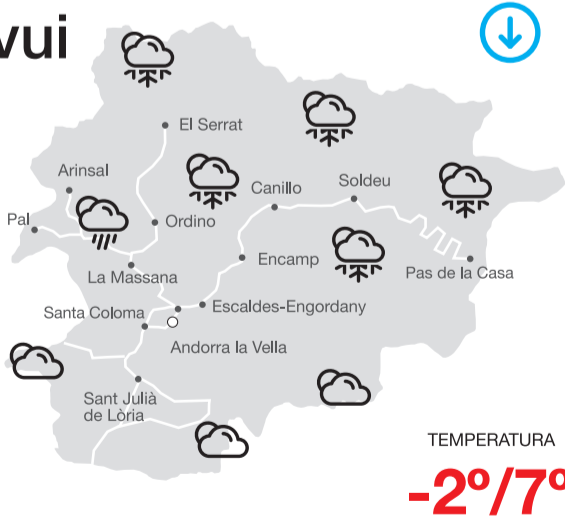 vui
El Serrat
Arinsal
Canillo
Soldeu
Pal
Ordino
Encamp
Pas de la Casa
La Massana
Santa Coloma
Escaldes-Engordany
Andorra la Vella
Sant Julià
de Lòria
TEMPERATURA
-2º/7º